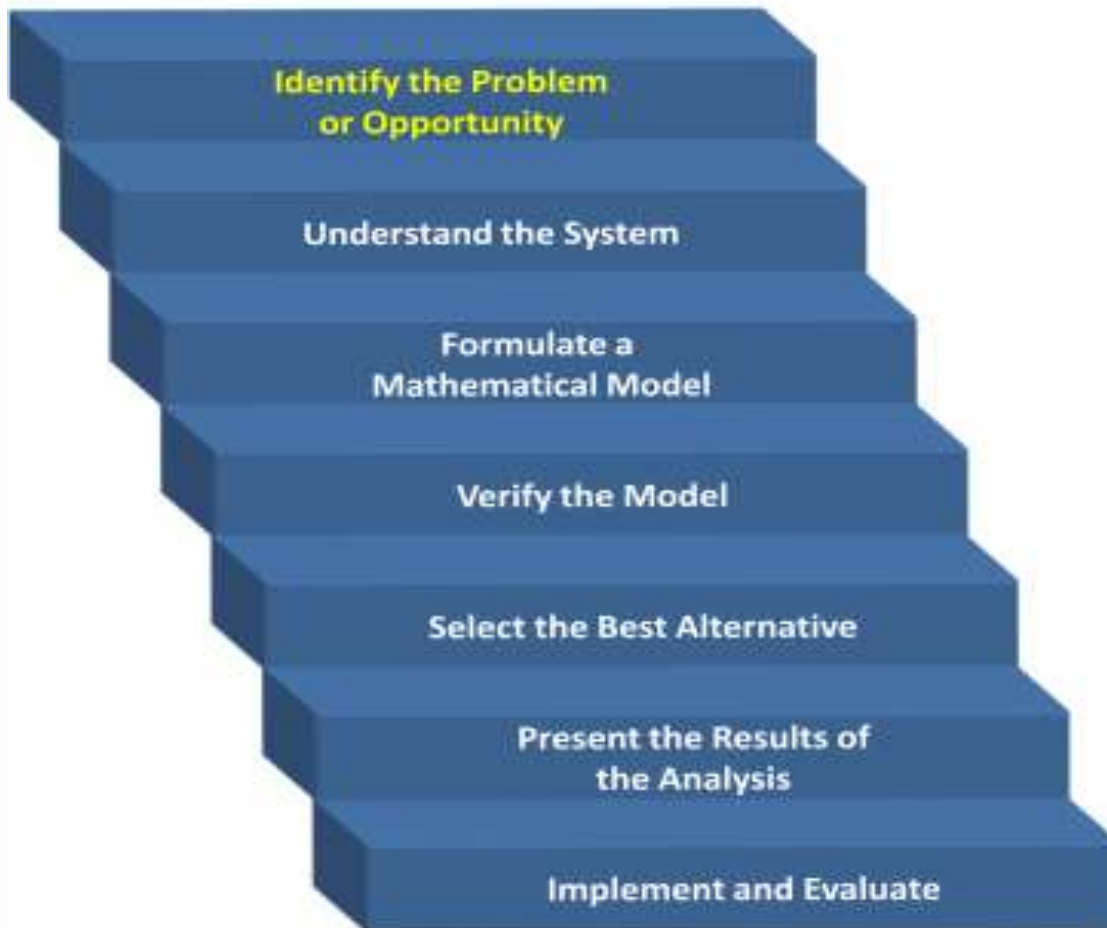 Identify the Problem
or Opportunity
Understand the System
Formulate a
Mathematical Model
Verify the Model
Select the Best Alternative
Present the Results of
the Analysis
Implement and Evaluate